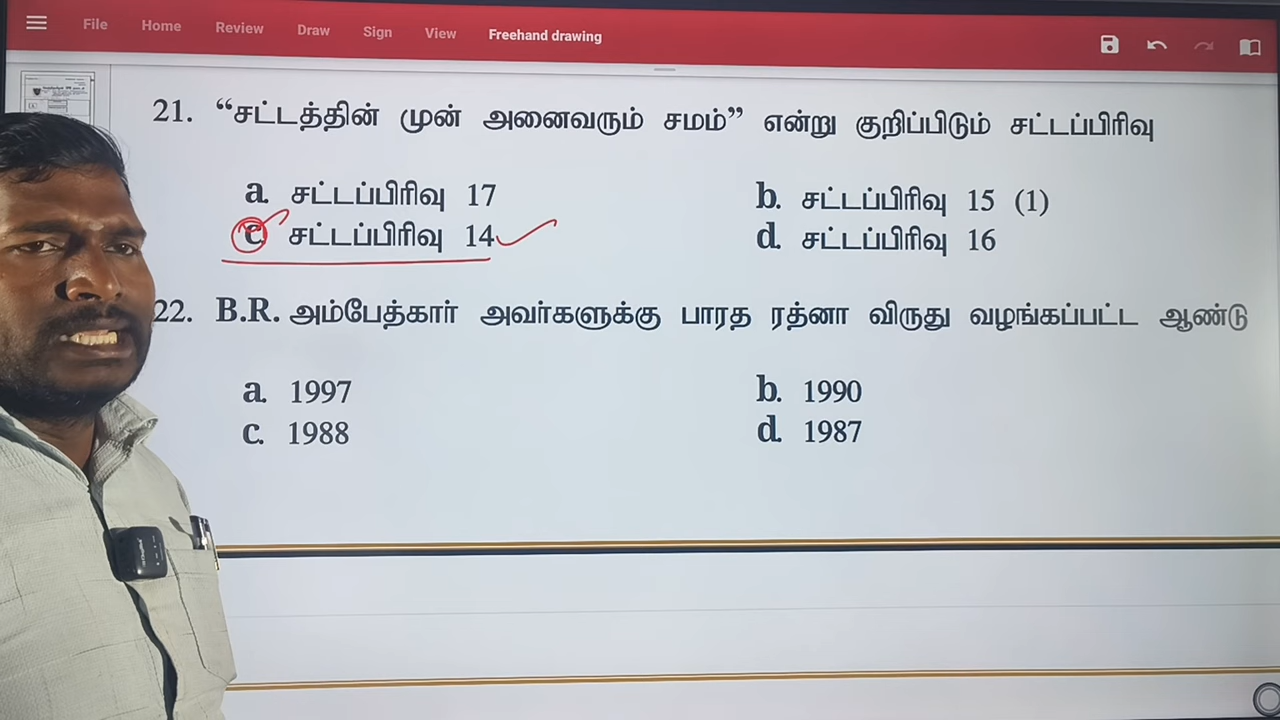 File Home Review Draw Sign View Freehand drawing
21. “சட்டத்தின் முன் அனைவரும் சமம்” என்று குறிப்பிடும் சட்டப்பிரிவு
a. சட்டப்பிரிவு 17 b. சட்டப்பிரிவு 15 (1)
c. சட்டப்பிரிவு 14 d. சட்டப்பிரிவு 16
22. B.R. அம்பேத்கார் அவர்களுக்கு பாரத ரத்னா விருது வழங்கப்பட்ட ஆண்டு
a. 1997 b. 1990
c. 1988 d. 1987